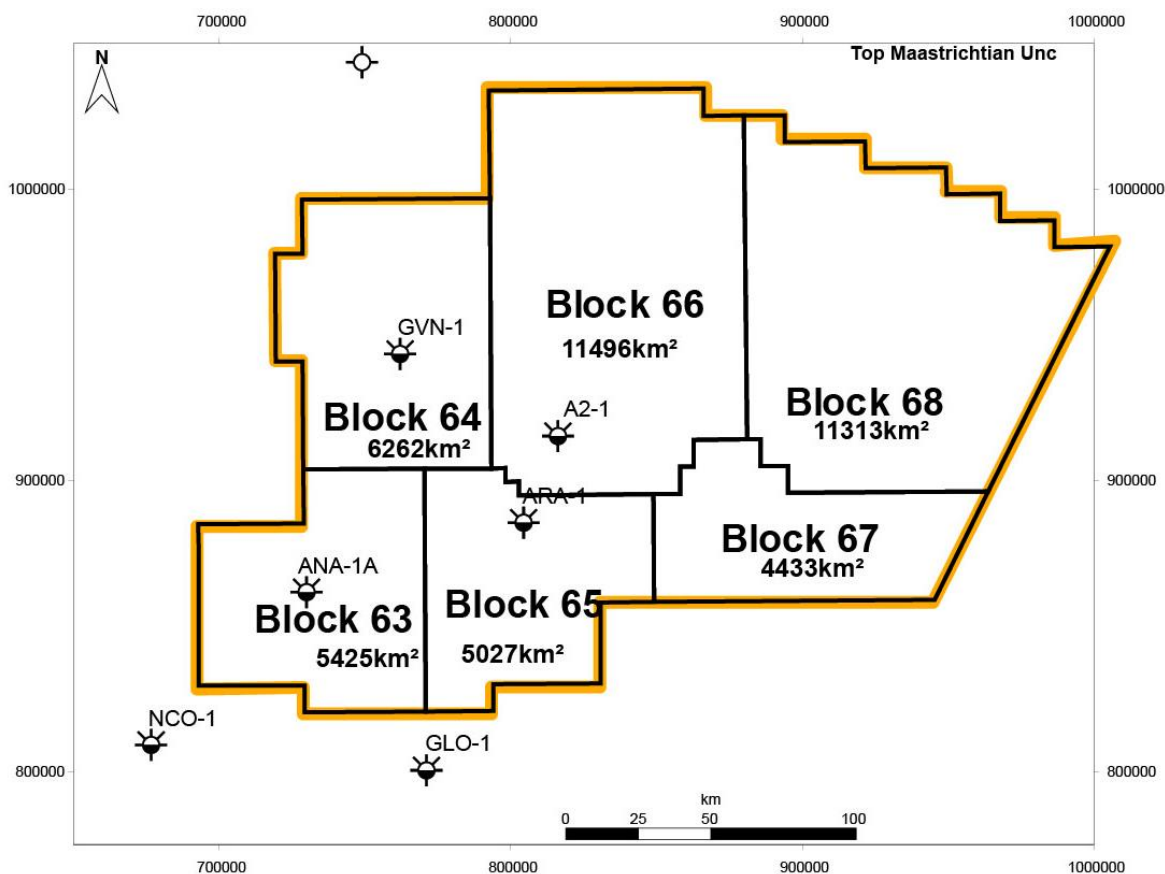 700000
800000
900000
1000000
N
Top Maastrichtian Unc
1000000
1000000
Block 66
11496km²
GVN-1
Block 68
11313km²
A2-1
Block 64
6262km²
900000
900000
ARA-1
Block 67
4433km²
ANA-1A
Block 63
5425km²
Block 65
5027km²
NCO-1
GLO-1
800000
800000
km
0
25
50
100
700000
800000
900000
1000000